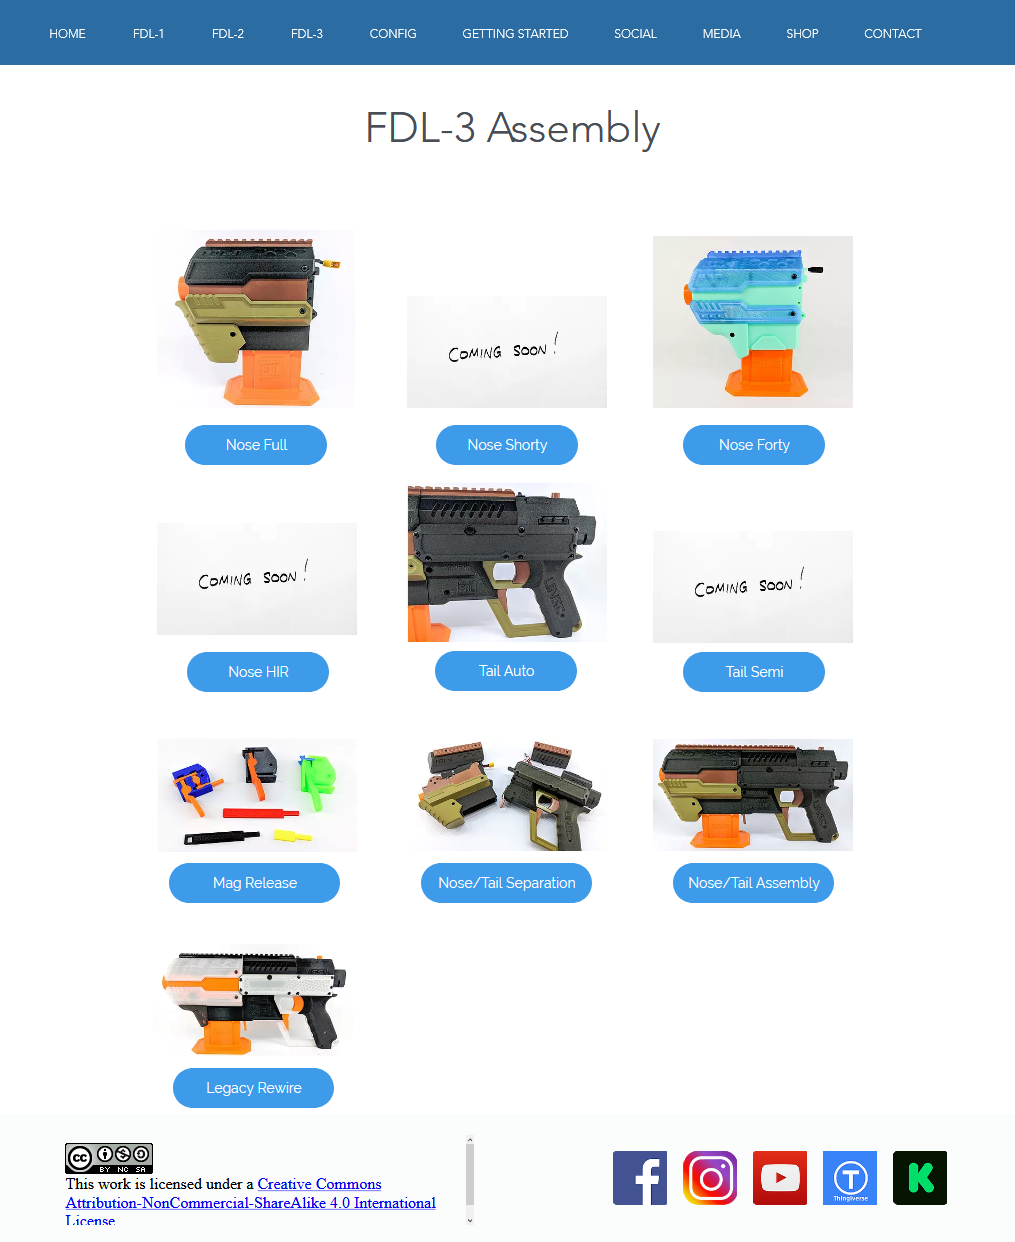 HOME FDL-1 FDL-2 FDL-3 CONFIG GETTING STARTED SOCIAL MEDIA SHOP CONTACT
FDL-3 Assembly
COMING SOON!
Nose Full Nose Shorty Nose Forty
COMING SOON!
COMING SOON!
Nose HIR Tail Auto Tail Semi
Mag Release Nose/Tail Separation Nose/Tail Assembly
Legacy Rewire
CC BY NC SA
This work is licensed under a Creative Commons
Attribution-NonCommercial-ShareAlike 4.0 International
License
Thingiverse